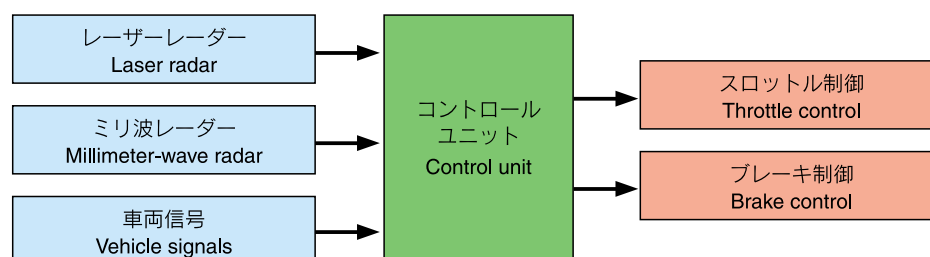 レーザーレーダー
Laser radar
ミリ波レーダー
Millimeter-wave radar
車両信号
Vehicle signals
コントロール
ユニット
Control unit
スロットル制御
Throttle control
ブレーキ制御
Brake control